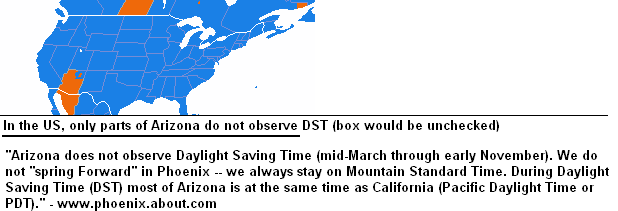 In the US, only parts of Arizona do not observe DST (box would be unchecked)
"Arizona does not observe Daylight Saving Time (mid-March through early November). We do
not "spring Forward" in Phoenix -- we always stay on Mountain Standard Time. During Daylight
Saving Time (DST) most of Arizona is at the same time as California (Pacific Daylight Time or
PDT)." - www.phoenix.about.com